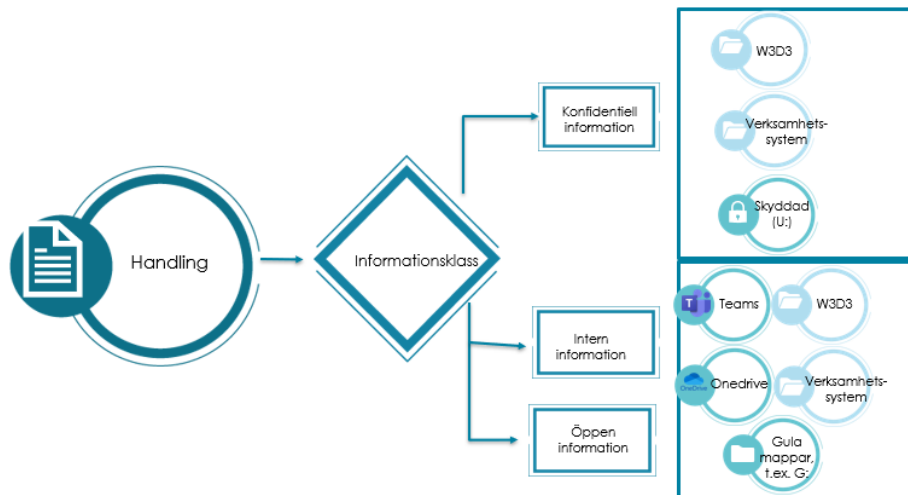 Handling
Informationsklass
Konfidentiell
information
Intern
information
Öppen
information
W3D3
Verksamhets-
system
Skyddad
(U:)
T
Teams
W3D3
OneDrive
Onedrive
Verksamhets-
system
Gula
mappar,
t.ex. G: